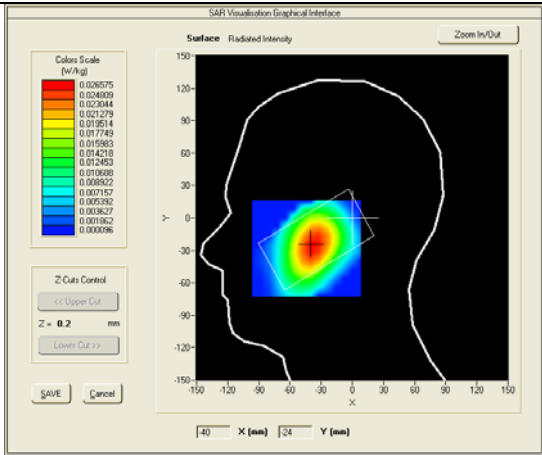 SAR Visualisation Graphical Interface
Surface Radiated Intensity
Zoom In/Out
Colors Scale
(W/kg)
0.026575
0.024809
0.023044
0.021279
0.019514
0.017749
0.015983
0.014218
0.012453
0.010688
0.008922
0.007157
0.005392
0.003627
0.001862
0.000096
Z Cuts Control
<< Upper Cut
Z = 0.2 mm
Lower Cut >>
SAVE Cancel
150-
120-
90-
60-
30-
0-
-30-
-60-
-90-
-120-
-150-
Y
-150 -120 -90 -60 -30 0 30 60 90 120 150
X
-40 X (mm) -24 Y (mm)